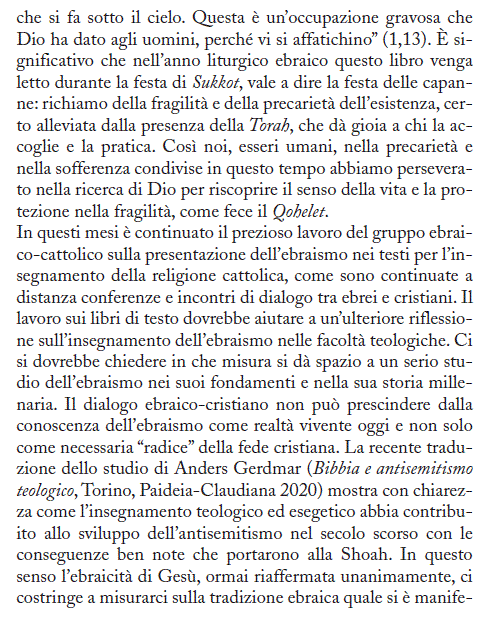 che si fa sotto il cielo. Questa è un’occupazione gravosa che
Dio ha dato agli uomini, perché vi si affatichino” (1,13). È si-
gnificativo che nell’anno liturgico ebraico questo libro venga
letto durante la festa di Sukkot, vale a dire la festa delle capan-
ne: richiamo della fragilità e della precarietà dell’esistenza, cer-
to alleviata dalla presenza della Torah, che dà gioia a chi la ac-
coglie e la pratica. Così noi, esseri umani, nella precarietà e
nella sofferenza condivise in questo tempo abbiamo persevera-
to nella ricerca di Dio per riscoprire il senso della vita e la pro-
tezione nella fragilità, come fece il Qohelet.
In questi mesi è continuato il prezioso lavoro del gruppo ebrai-
co-cattolico sulla presentazione dell’ebraismo nei testi per l’in-
segnamento della religione cattolica, come sono continuate a
distanza conferenze e incontri di dialogo tra ebrei e cristiani. Il
lavoro sui libri di testo dovrebbe aiutare a un’ulteriore riflessio-
ne sull’insegnamento dell’ebraismo nelle facoltà teologiche. Ci
si dovrebbe chiedere in che misura si dà spazio a un serio stu-
dio dell’ebraismo nei suoi fondamenti e nella sua storia mille-
naria. Il dialogo ebraico-cristiano non può prescindere dalla
conoscenza dell’ebraismo come realtà vivente oggi e non solo
come necessaria “radice” della fede cristiana. La recente tradu-
zione dello studio di Anders Gerdmar (Bibbia e antisemitismo
teologico, Torino, Paideia-Claudiana 2020) mostra con chiarez-
za come l’insegnamento teologico ed esegetico abbia contribu-
ito allo sviluppo dell’antisemitismo nel secolo scorso con le
conseguenze ben note che portarono alla Shoah. In questo
senso l’ebraicità di Gesù, ormai riaffermata unanimamente, ci
costringe a misurarci sulla tradizione ebraica quale si è manife-